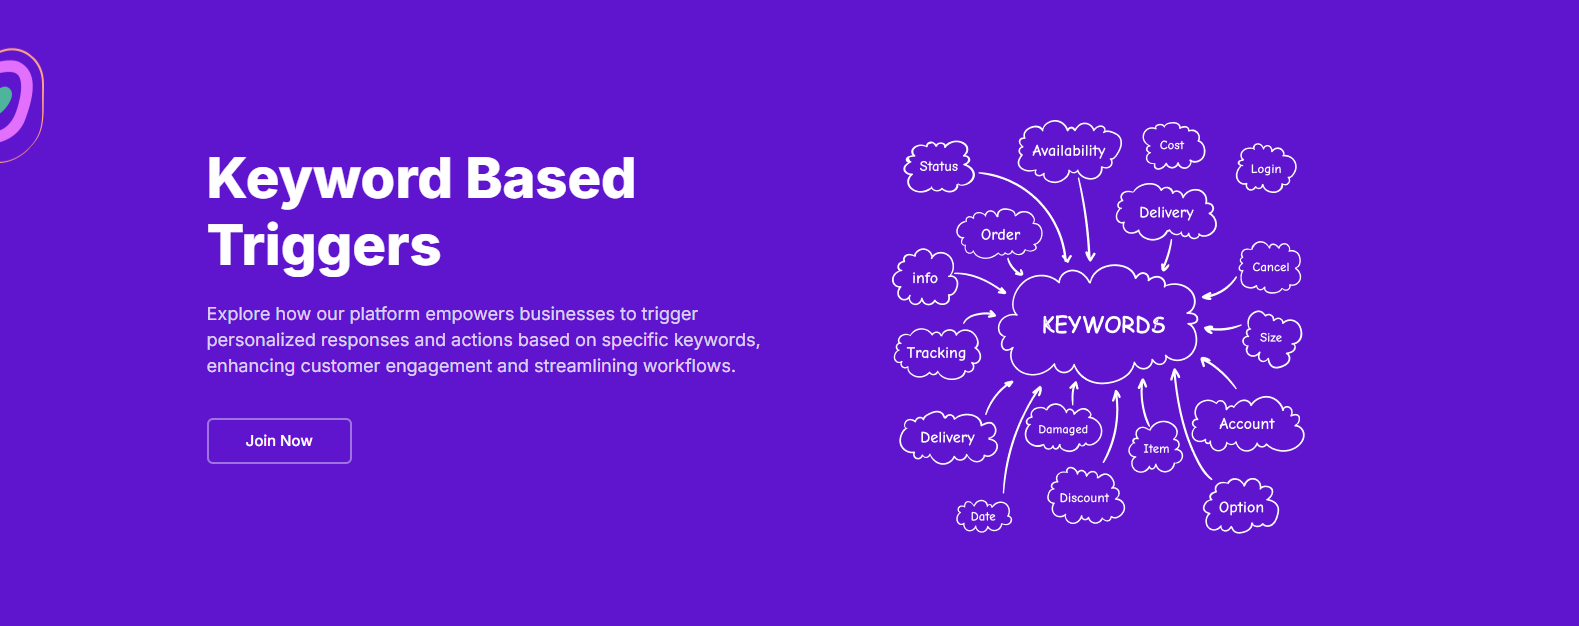 Keyword Based
Triggers
Explore how our platform empowers businesses to trigger
personalized responses and actions based on specific keywords,
enhancing customer engagement and streamlining workflows.
Join Now
Status
Availability
Cost
Login
Order
Delivery
info
Cancel
KEYWORDS
Tracking
Size
Delivery
Damaged
Item
Account
Date
Discount
Option